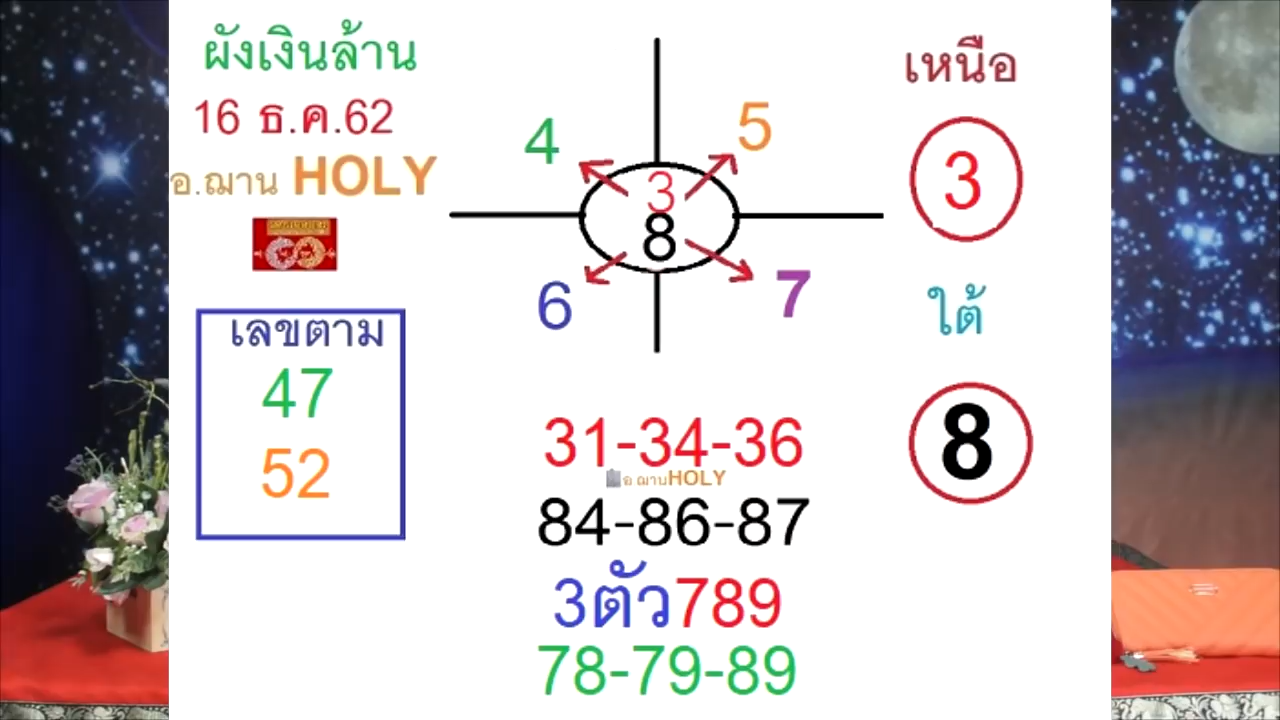 ผังเงินล้าน
16 ธ.ค.62
อ.ฌาน HOLY
เลขตาม
47
52
4
5
3
8
6
7
เหนือ
3
ใต้
8
31-34-36
อ ฌานHOLY
84-86-87
3ตัว789
78-79-89